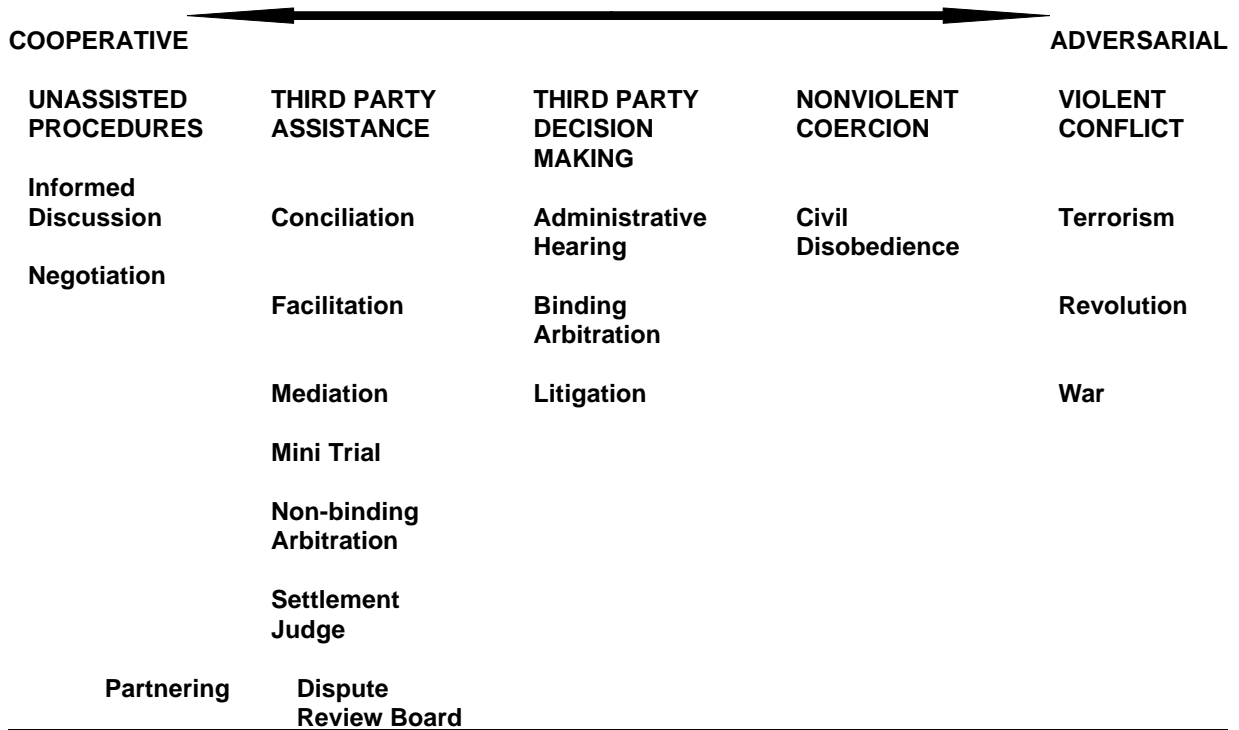 COOPERATIVE ADVERSARIAL
UNASSISTED THIRD PARTY THIRD PARTY NONVIOLENT VIOLENT
PROCEDURES ASSISTANCE DECISION COERCION CONFLICT
MAKING
Informed
Discussion Conciliation Administrative Civil Terrorism
Hearing Disobedience
Negotiation
Facilitation Binding Revolution
Arbitration
Mediation Litigation War
Mini Trial
Non-binding
Arbitration
Settlement
Judge
Partnering Dispute
Review Board